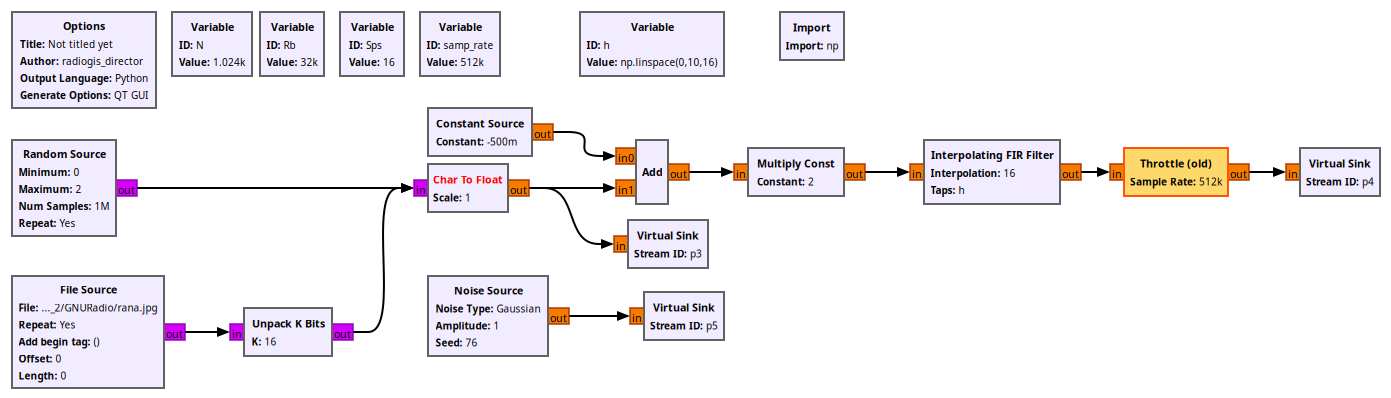 Options
Title: Not titled yet
Author: radiogis_director
Output Language: Python
Generate Options: QT GUI
Variable
ID: N
Value: 1.024k
Variable
ID: Rb
Value: 32k
Variable
ID: Sps
Value: 16
Variable
ID: samp_rate
Value: 512k
Variable
ID: h
Value: np.linspace(0,10,16)
Import
Import: np
Random Source
Minimum: 0
Maximum: 2
Num Samples: 1M
Repeat: Yes
out
Constant Source
Constant: -500m
out
in
Char To Float
Scale: 1
out
in0
in1
Add
out
in
Multiply Const
Constant: 2
out
in
Interpolating FIR Filter
Interpolation: 16
Taps: h
out
in
Throttle (old)
Sample Rate: 512k
out
in
Virtual Sink
Stream ID: p4
in
Virtual Sink
Stream ID: p3
File Source
File: ..._2/GNURadio/rana.jpg
Repeat: Yes
Add begin tag: ()
Offset: 0
Length: 0
out
in
Unpack K Bits
K: 16
out
Noise Source
Noise Type: Gaussian
Amplitude: 1
Seed: 76
out
in
Virtual Sink
Stream ID: p5